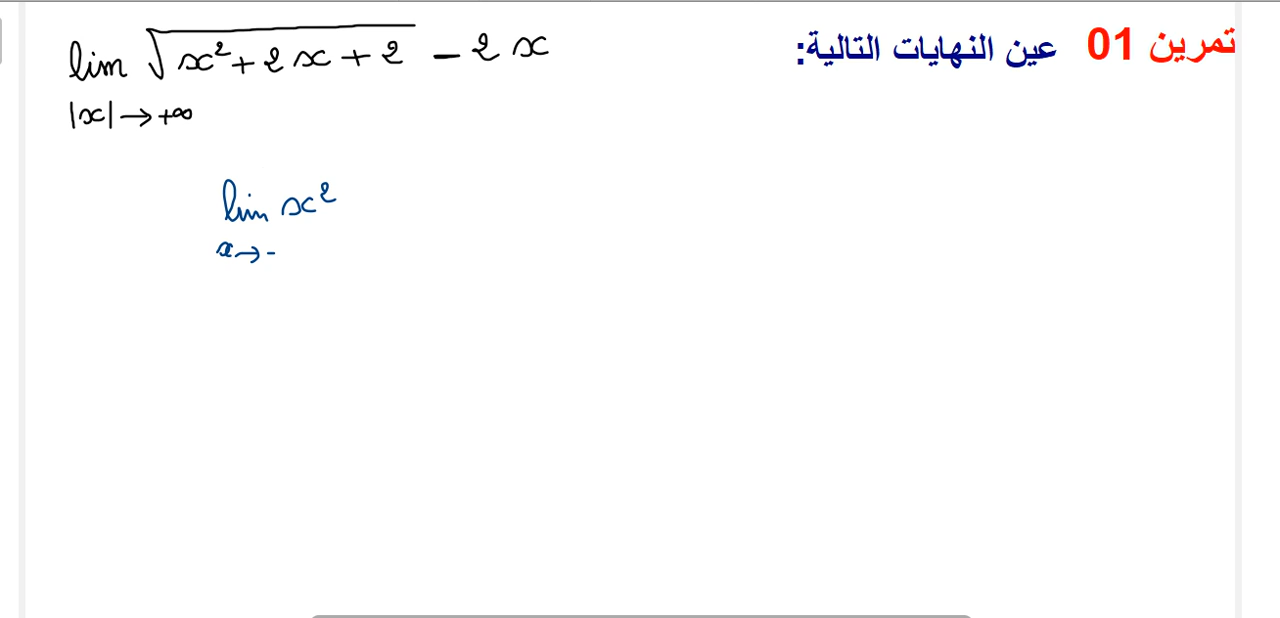 تمرين 01 عين النهايات التالية:
lim √(x²+2x+2) - 2x
|x|→+∞
lim x²
x→-